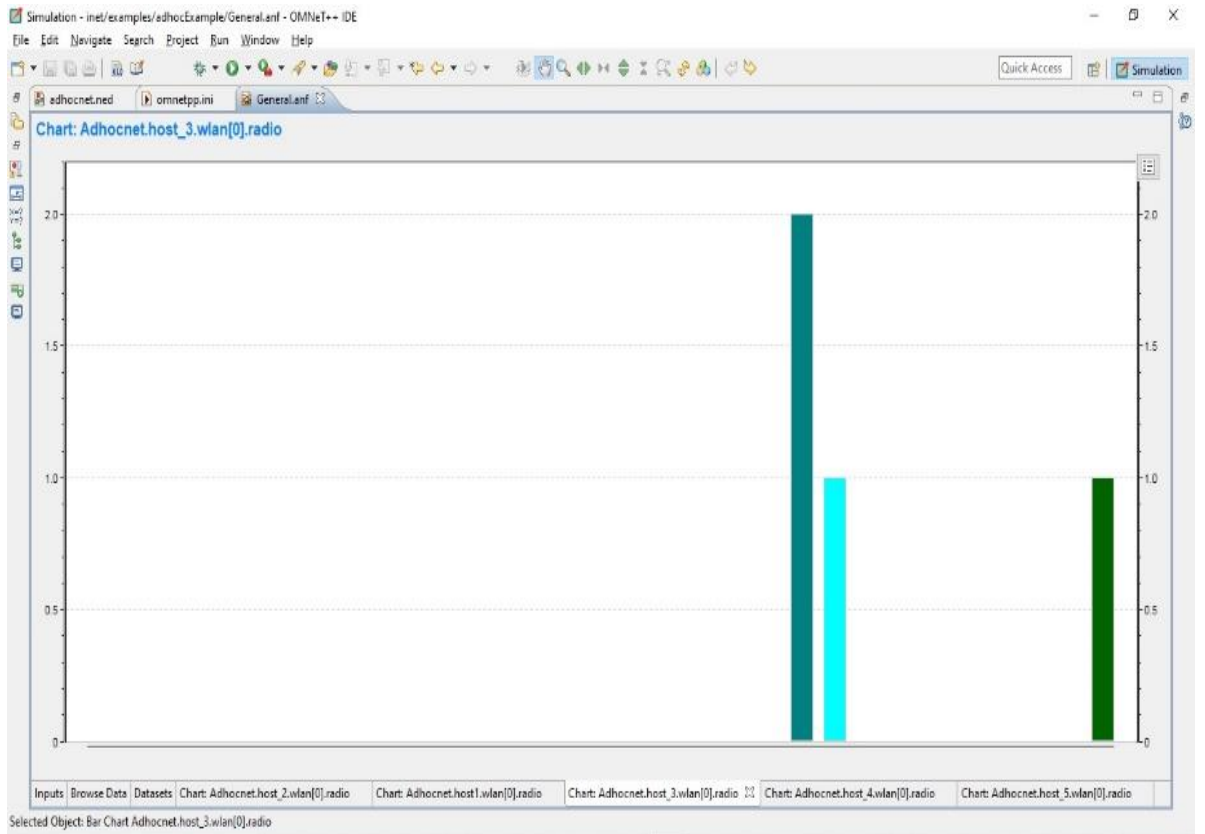 Simulation - inet/examples/adhocExample/General.anf - OMNeT++ IDE
File Edit Navigate Search Project Run Window Help
Quick Access Simulation
adhocnet.ned omnetpp.ini General.anf
Chart: Adhocnet.host_3.wlan[0].radio
2.0 2.0
1.5 1.5
1.0 1.0
0.5 0.5
0 0
Inputs Browse Data Datasets Chart: Adhocnet.host_2.wlan[0].radio Chart: Adhocnet.host1.wlan[0].radio Chart: Adhocnet.host_3.wlan[0].radio Chart: Adhocnet.host_4.wlan[0].radio Chart: Adhocnet.host_5.wlan[0].radio
Selected Object: Bar Chart Adhocnet.host_3.wlan[0].radio